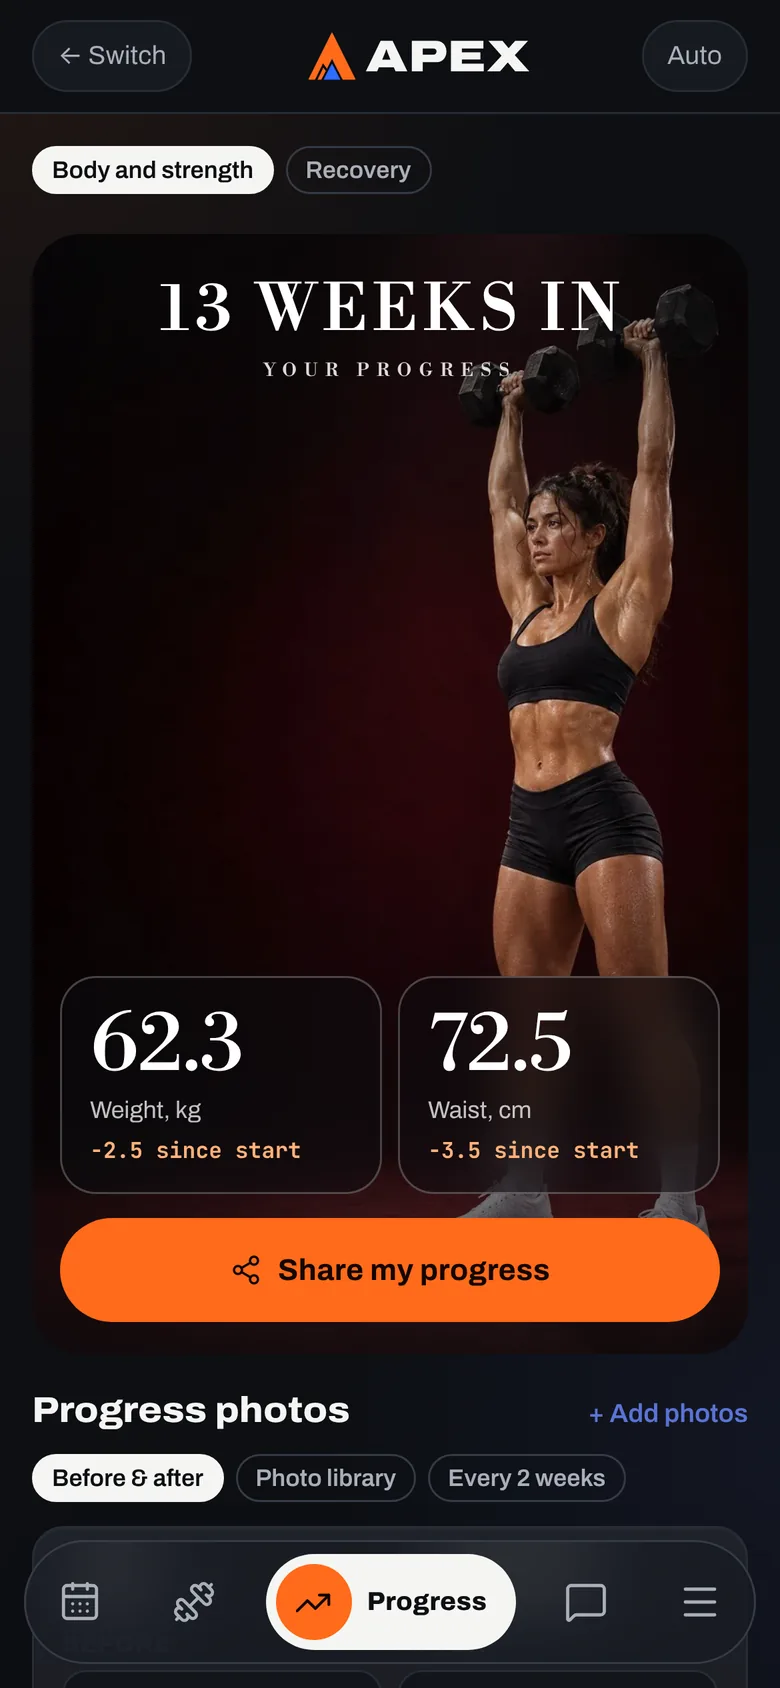 ← Switch
APEX
Auto
Body and strength
Recovery
13 WEEKS IN
YOUR PROGRESS
62.3
Weight, kg
-2.5 since start
72.5
Waist, cm
-3.5 since start
Share my progress
Progress photos
+ Add photos
Before & after
Photo library
Every 2 weeks
Progress